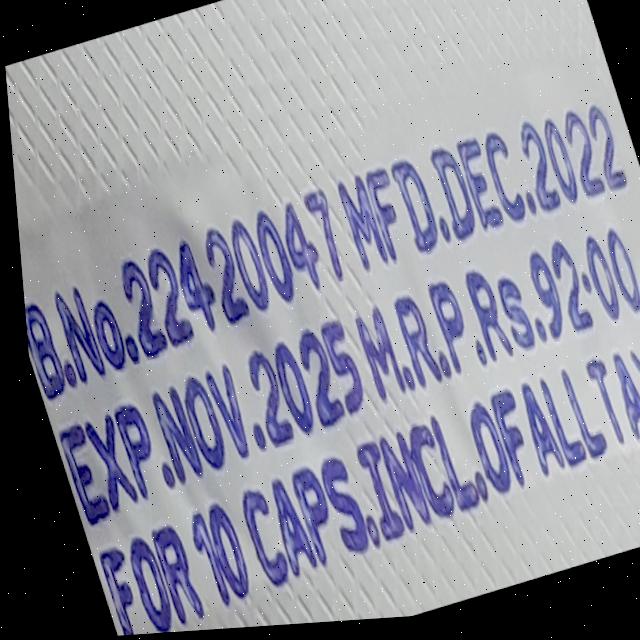 B.No.22420047 MFD.DEC.2022
EXP.NOV.2025 M.R.P.Rs.92.00
FOR 10 CAPS.INCL.OF ALL TA